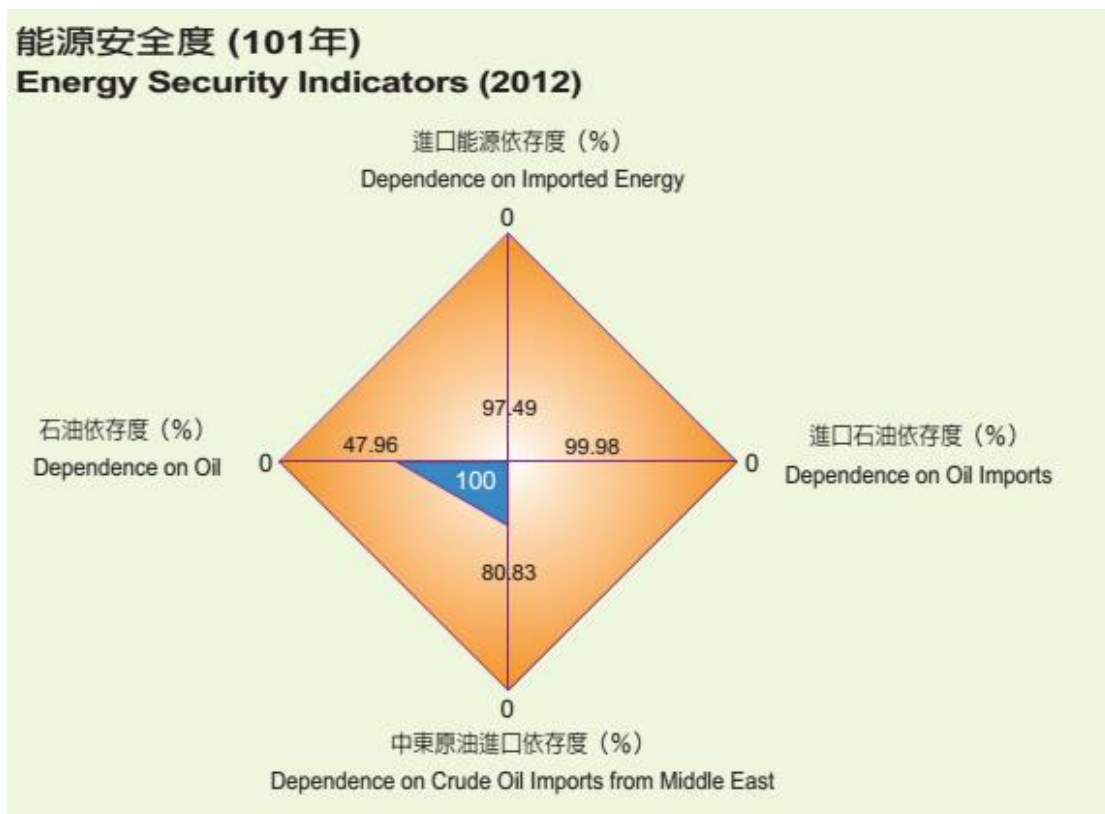 能源安全度 (101年)
Energy Security Indicators (2012)
進口能源依存度（%）
Dependence on Imported Energy
0
97.49
石油依存度（%）
Dependence on Oil
0
47.96
99.98
0
進口石油依存度（%）
Dependence on Oil Imports
100
80.83
0
中東原油進口依存度（%）
Dependence on Crude Oil Imports from Middle East